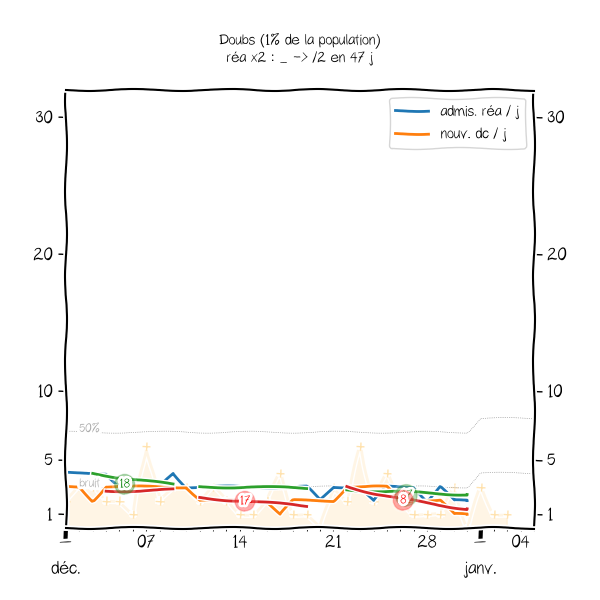 Doubs (1% de la population)
réa x2 : _ -> /2 en 47 j
admis. réa / j
nouv. dc / j
30
30
20
20
10
10
50%
5
5
bruit
18
17
8
1
1
07
14
21
28
04
déc.
janv.